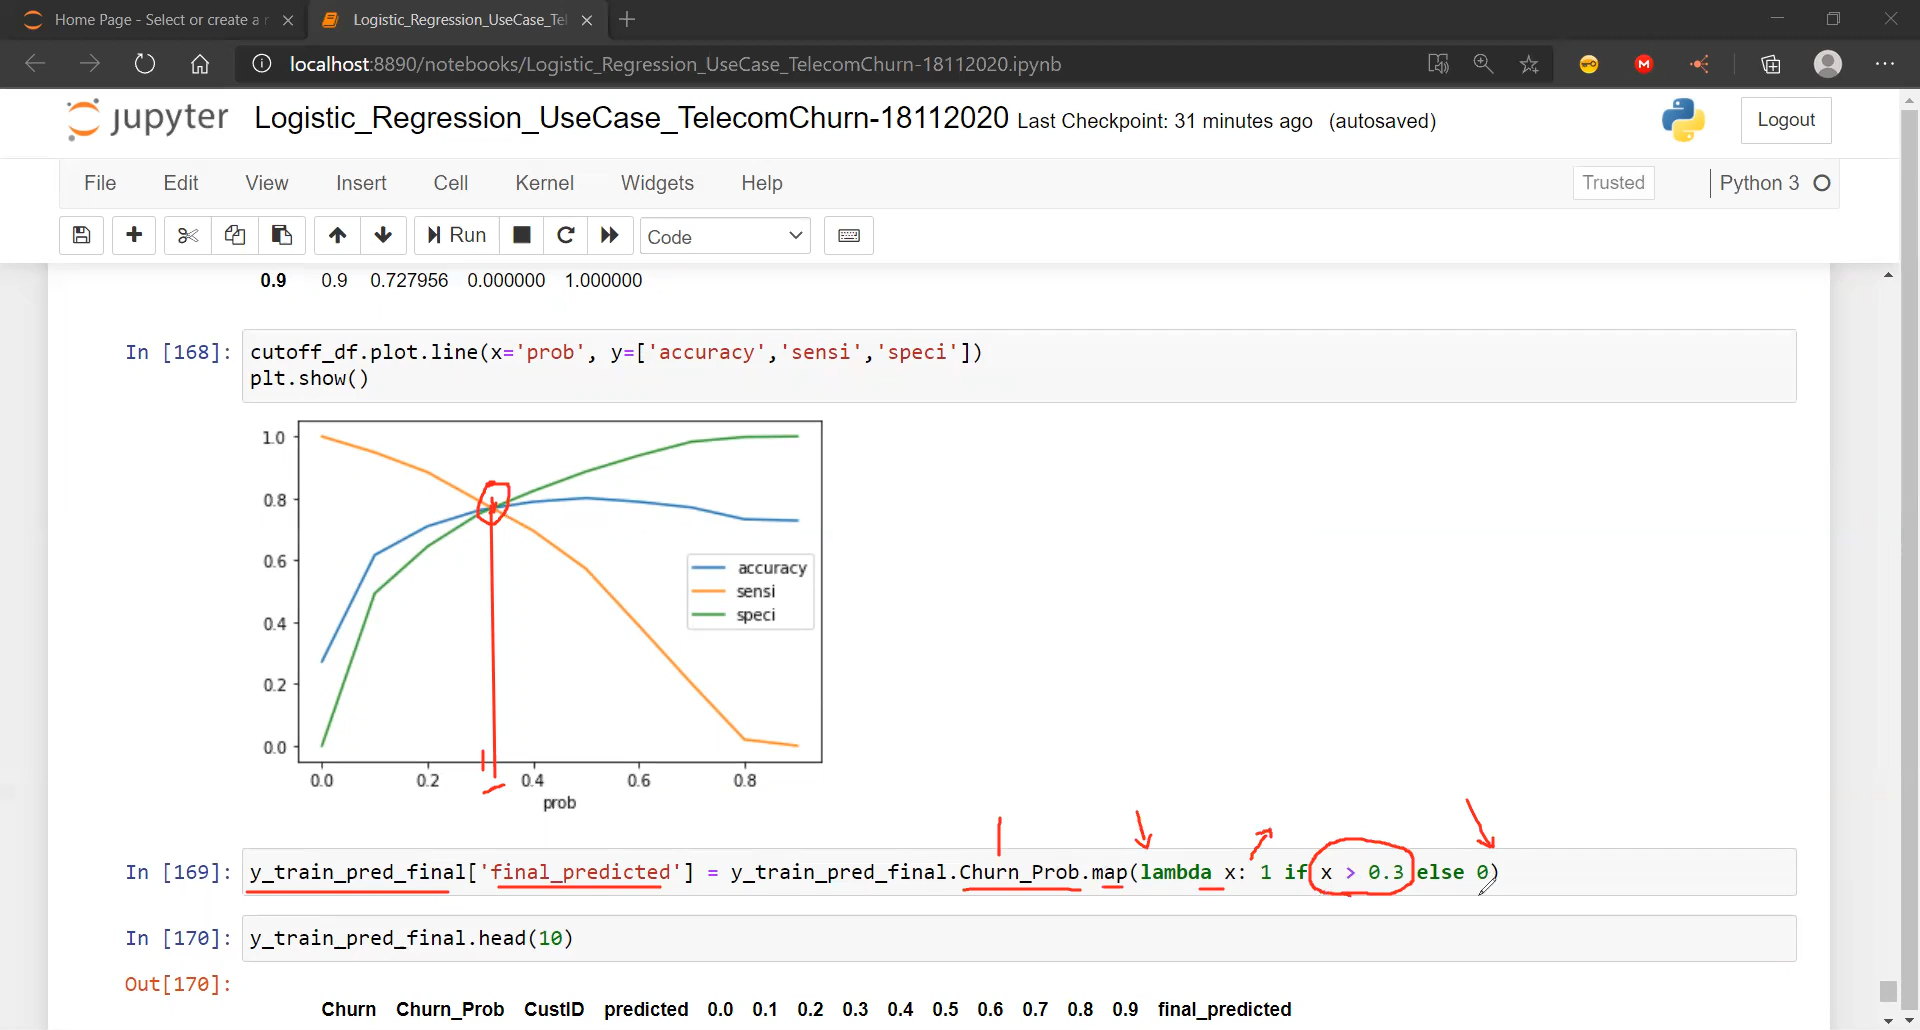 Home Page - Select or create a n
Logistic_Regression_UseCase_Tel
localhost:8890/notebooks/Logistic_Regression_UseCase_TelecomChurn-18112020.ipynb
jupyter Logistic_Regression_UseCase_TelecomChurn-18112020 Last Checkpoint: 31 minutes ago (autosaved) Logout
File Edit View Insert Cell Kernel Widgets Help Trusted Python 3
Run Code
0.9 0.9 0.727956 0.000000 1.000000
In [168]: cutoff_df.plot.line(x='prob', y=['accuracy','sensi','speci'])
plt.show()
1.0
0.8
0.6
0.4
0.2
0.0
accuracy
sensi
speci
0.0 0.2 0.4 0.6 0.8
prob
In [169]: y_train_pred_final['final_predicted'] = y_train_pred_final.Churn_Prob.map(lambda x: 1 if x > 0.3 else 0)
In [170]: y_train_pred_final.head(10)
Out[170]:
Churn Churn_Prob CustID predicted 0.0 0.1 0.2 0.3 0.4 0.5 0.6 0.7 0.8 0.9 final_predicted